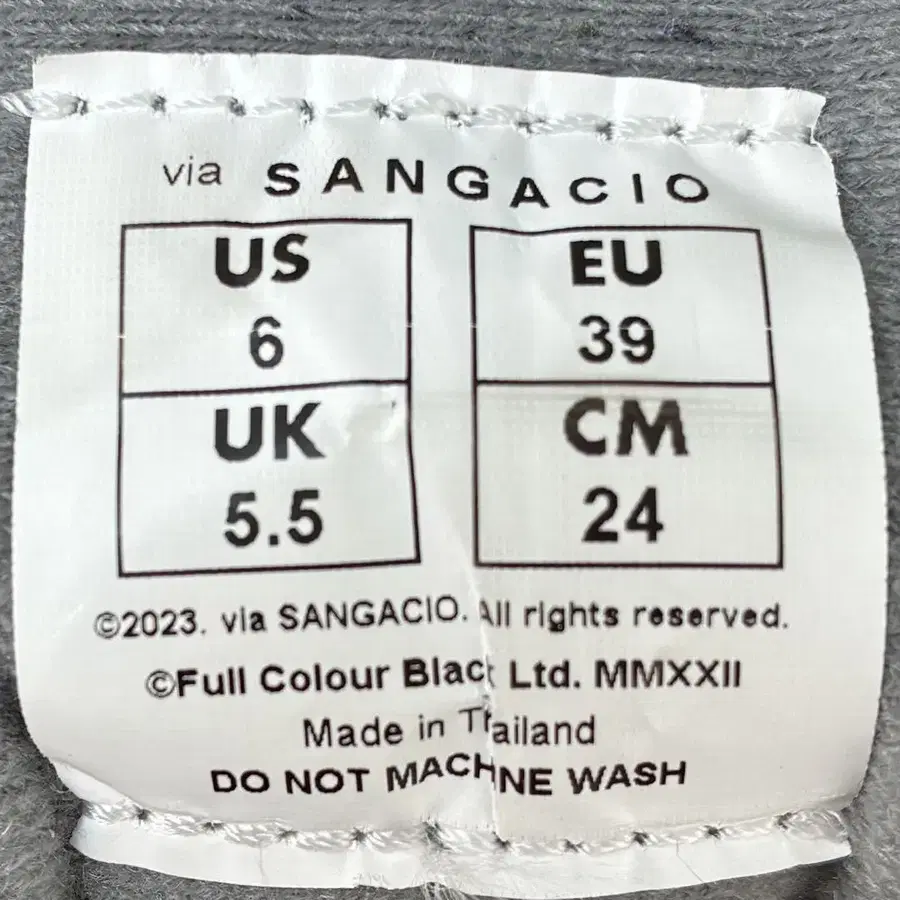 via SANGACIO
US
6
UK
5.5
EU
39
CM
24
©2023. via SANGACIO. All rights reserved.
©Full Colour Black Ltd. MMXXII
Made in Thailand
DO NOT MACHINE WASH